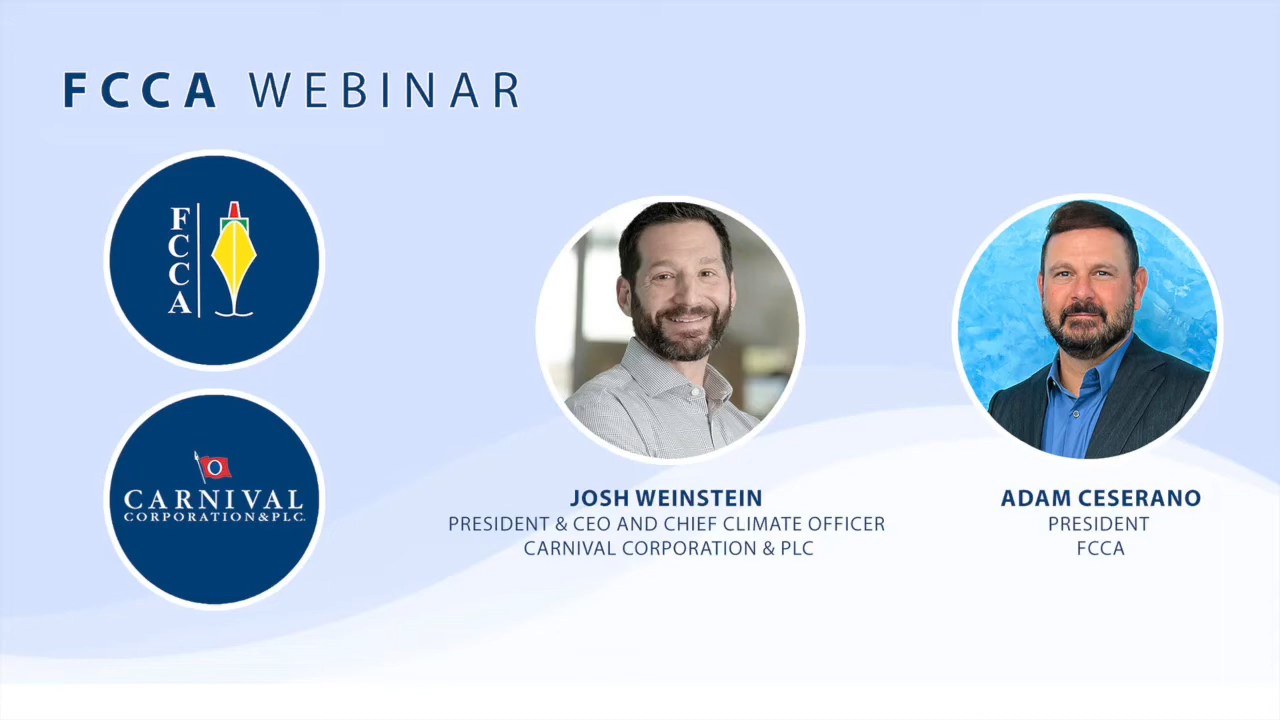 FCCA WEBINAR
F
C
C
A
CARNIVAL
CORPORATION & PLC.
JOSH WEINSTEIN
PRESIDENT & CEO AND CHIEF CLIMATE OFFICER
CARNIVAL CORPORATION & PLC
ADAM CESERANO
PRESIDENT
FCCA